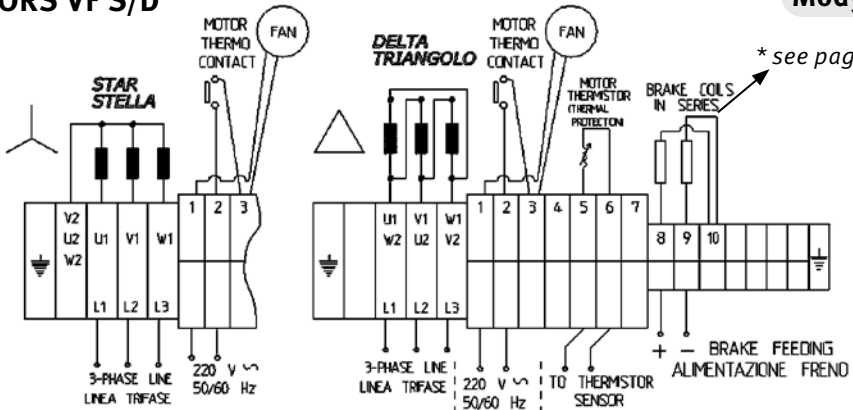 ORS VF S/D
* see pag
MOTOR
THERMO
CONTACT
FAN
STAR
STELLA
1 2 3
V2
U2
W2
U1 V1 W1
L1 L2 L3
3-PHASE LINE
LINEA TRIFASE
220 V ∿
50/60 Hz
DELTA
TRIANGOLO
MOTOR
THERMO
CONTACT
FAN
MOTOR
THERMISTOR
(THERMAL
PROTECTION)
BRAKE COILS
IN SERIES
1 2 3 4 5 6 7
8 9 10
U1 V1 W1
W2 U2 V2
L1 L2 L3
3-PHASE LINE
LINEA TRIFASE
220 V ∿
50/60 Hz
TO THERMISTOR
SENSOR
+ - BRAKE FEEDING
ALIMENTAZIONE FRENO